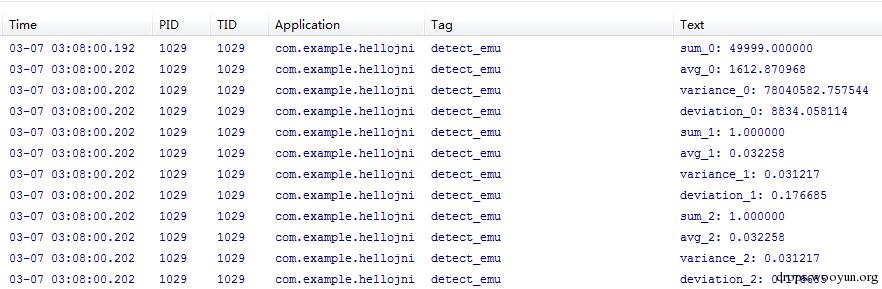 Time PID TID Application Tag Text
03-07 03:08:00.192 1029 1029 com.example.hellojni detect_emu sum_0: 49999.000000
03-07 03:08:00.202 1029 1029 com.example.hellojni detect_emu avg_0: 1612.870968
03-07 03:08:00.202 1029 1029 com.example.hellojni detect_emu variance_0: 78040582.757544
03-07 03:08:00.202 1029 1029 com.example.hellojni detect_emu deviation_0: 8834.058114
03-07 03:08:00.202 1029 1029 com.example.hellojni detect_emu sum_1: 1.000000
03-07 03:08:00.202 1029 1029 com.example.hellojni detect_emu avg_1: 0.032258
03-07 03:08:00.202 1029 1029 com.example.hellojni detect_emu variance_1: 0.031217
03-07 03:08:00.202 1029 1029 com.example.hellojni detect_emu deviation_1: 0.176685
03-07 03:08:00.202 1029 1029 com.example.hellojni detect_emu sum_2: 1.000000
03-07 03:08:00.202 1029 1029 com.example.hellojni detect_emu avg_2: 0.032258
03-07 03:08:00.202 1029 1029 com.example.hellojni detect_emu variance_2: 0.031217
03-07 03:08:00.202 1029 1029 com.example.hellojni detect_emu deviation_2:
drops.wooyun.org